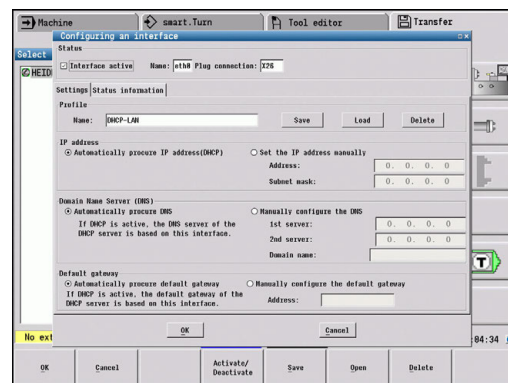 Machine
smart.Turn
Tool editor
Transfer
Configuring an interface
Select
HEID
Status
Interface active
Name: eth0 Plug connection: X26
Settings Status information
Profile
Name: DHCP-LAN
Save
Load
Delete
IP address
Automatically procure IP address(DHCP)
Set the IP address manually
Address: 0. 0. 0. 0
Subnet mask: 0. 0. 0. 0
Domain Name Server (DNS)
Automatically procure DNS
If DHCP is active, the DNS server of the
DHCP server is based on this interface.
Manually configure the DNS
1st server: 0. 0. 0. 0
2nd server: 0. 0. 0. 0
Domain name:
Default gateway
Automatically procure default gateway
If DHCP is active, the default gateway of the
DHCP server is based on this interface.
Manually configure the default gateway
Address:
OK
Cancel
T
No ext
04:34
OK
Cancel
Activate/
Deactivate
Save
Open
Delete